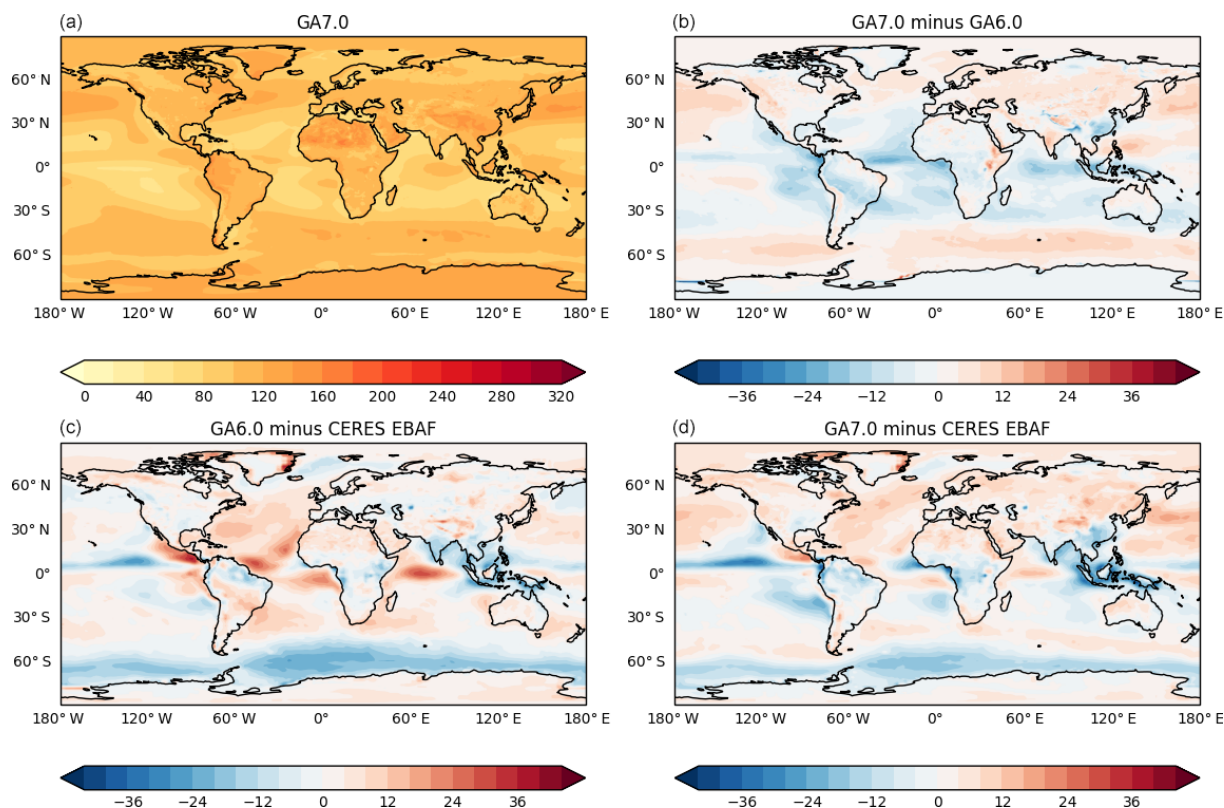 (a) GA7.0
(b) GA7.0 minus GA6.0
60° N
30° N
0°
30° S
60° S
180° W 120° W 60° W 0° 60° E 120° E 180° E
60° N
30° N
0°
30° S
60° S
180° W 120° W 60° W 0° 60° E 120° E 180° E
0 40 80 120 160 200 240 280 320
−36 −24 −12 0 12 24 36
(c) GA6.0 minus CERES EBAF
(d) GA7.0 minus CERES EBAF
60° N
30° N
0°
30° S
60° S
180° W 120° W 60° W 0° 60° E 120° E 180° E
60° N
30° N
0°
30° S
60° S
180° W 120° W 60° W 0° 60° E 120° E 180° E
−36 −24 −12 0 12 24 36
−36 −24 −12 0 12 24 36